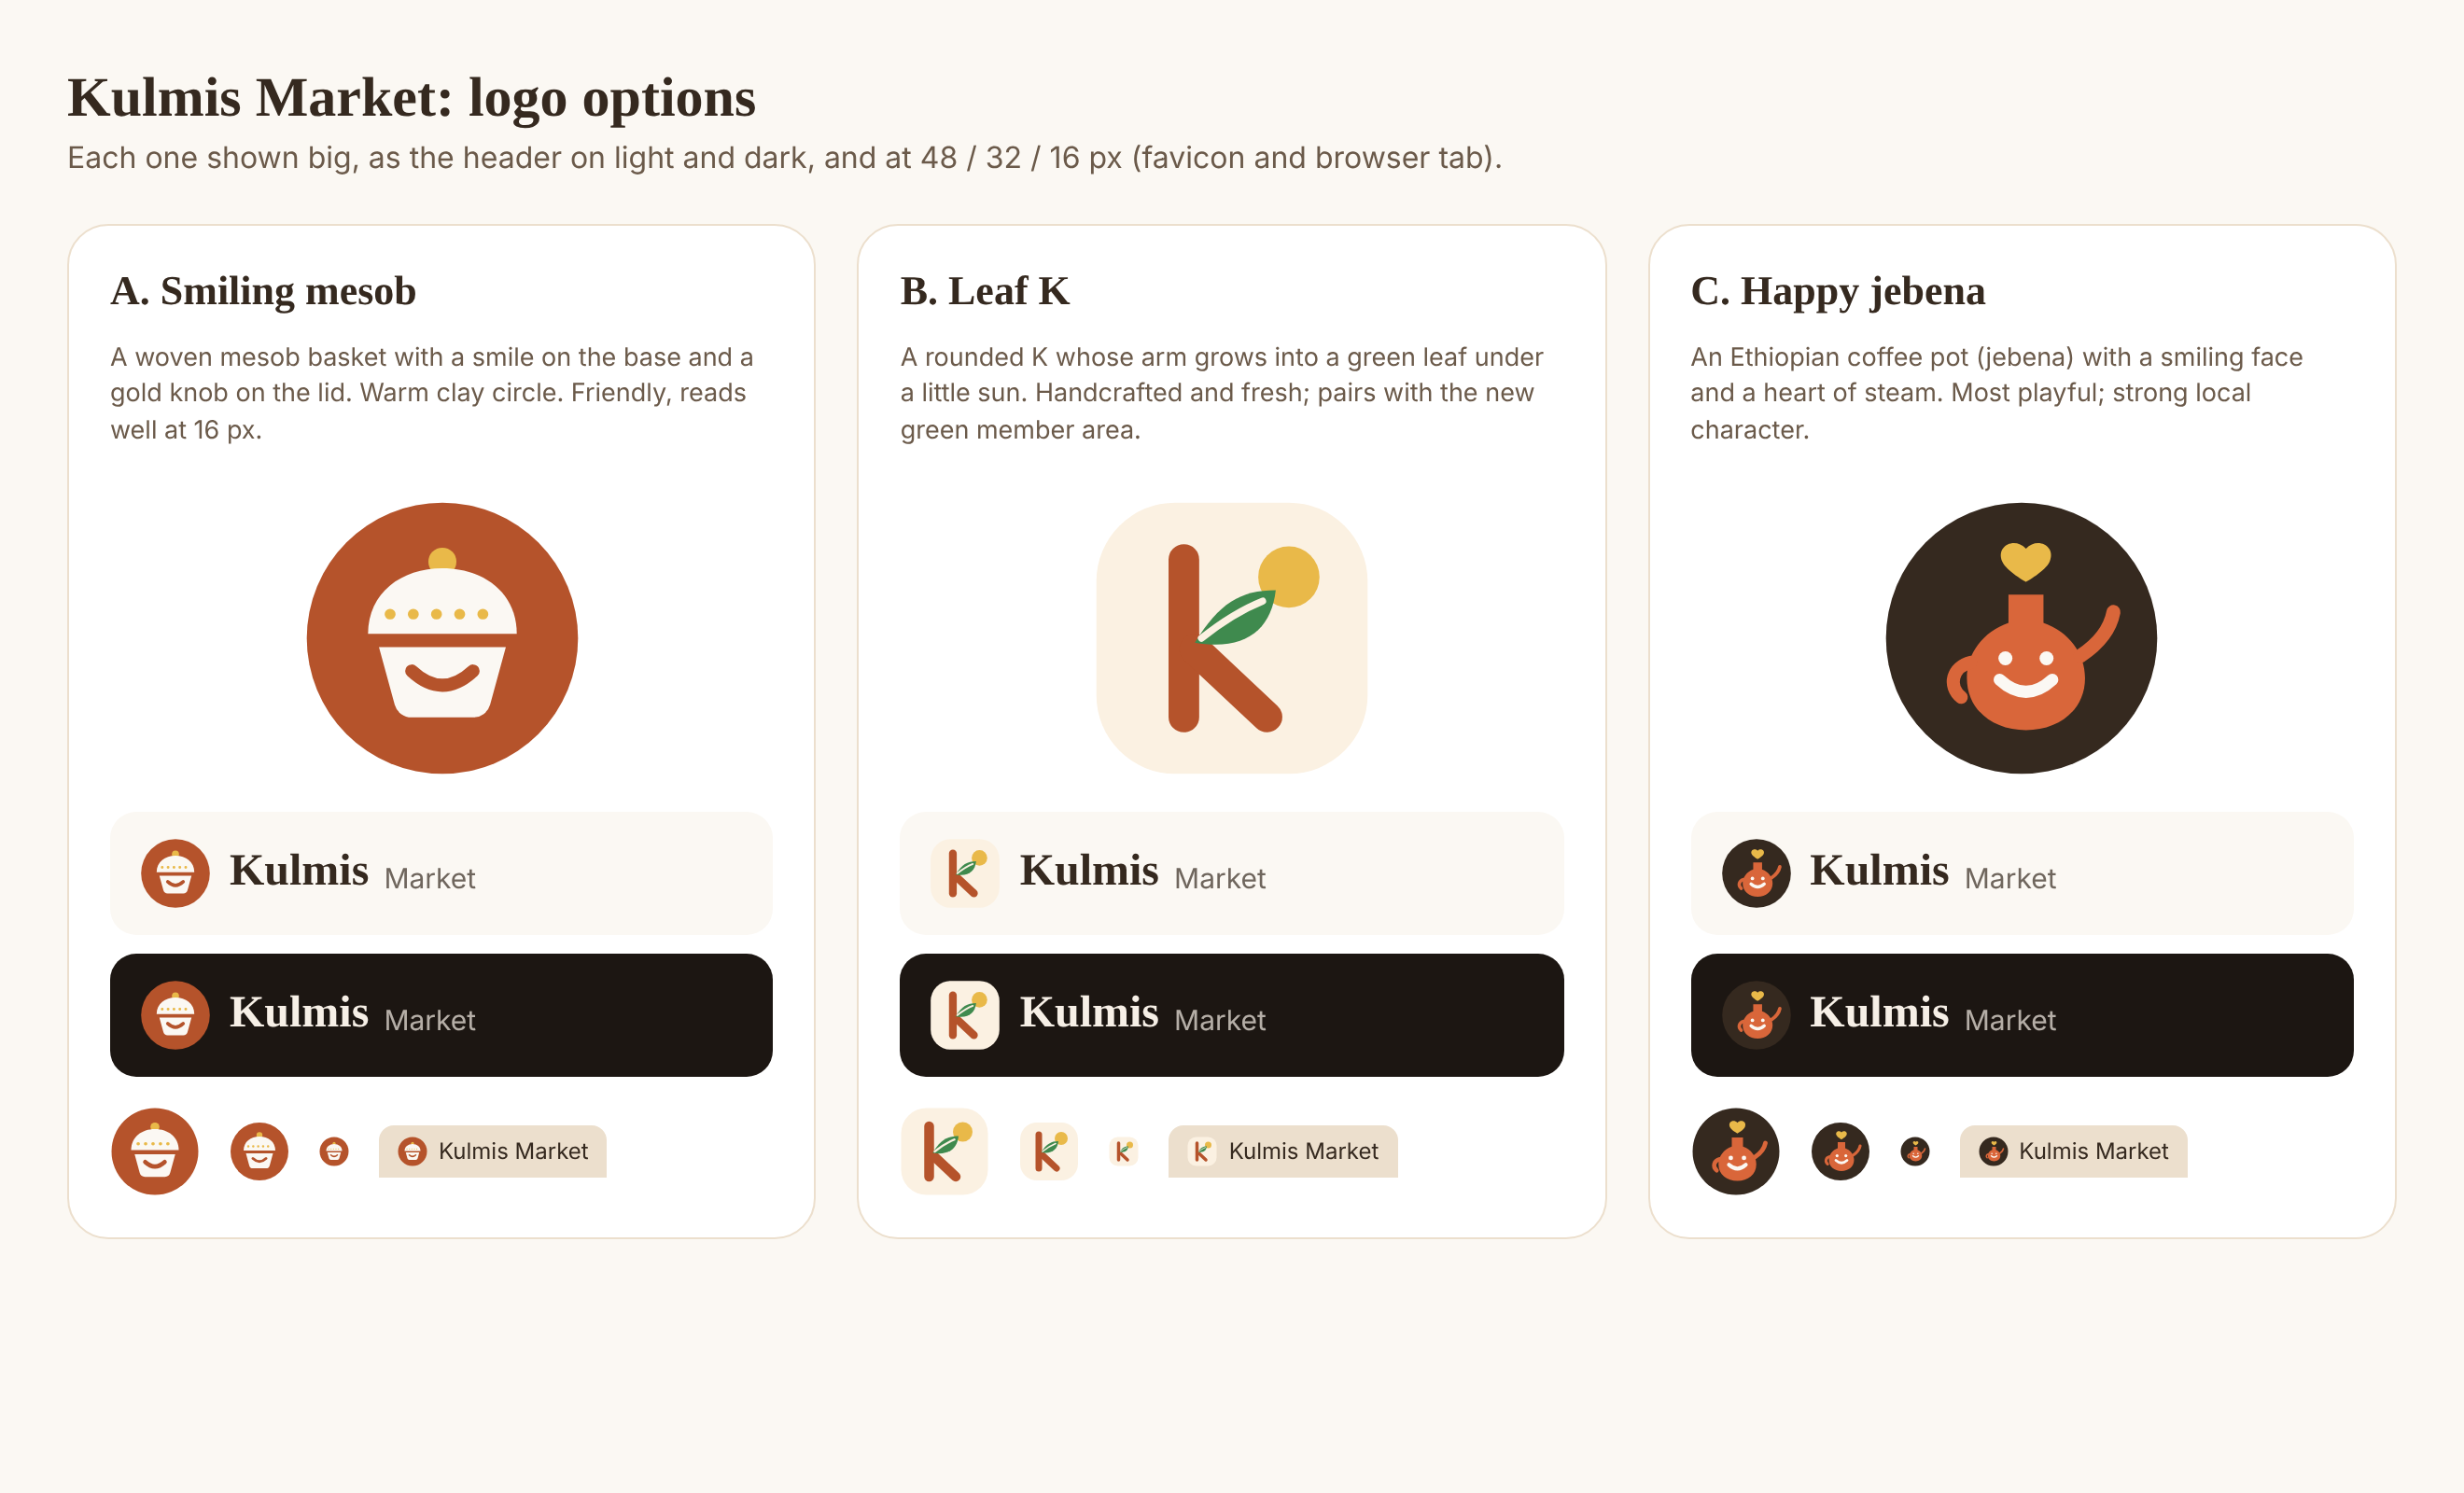 Kulmis Market: logo options
Each one shown big, as the header on light and dark, and at 48 / 32 / 16 px (favicon and browser tab).
A. Smiling mesob
A woven mesob basket with a smile on the base and a
gold knob on the lid. Warm clay circle. Friendly, reads
well at 16 px.
Kulmis Market
Kulmis Market
Kulmis Market
B. Leaf K
A rounded K whose arm grows into a green leaf under
a little sun. Handcrafted and fresh; pairs with the new
green member area.
K
K Kulmis Market
K Kulmis Market
K K K K Kulmis Market
C. Happy jebena
An Ethiopian coffee pot (jebena) with a smiling face
and a heart of steam. Most playful; strong local
character.
Kulmis Market
Kulmis Market
Kulmis Market